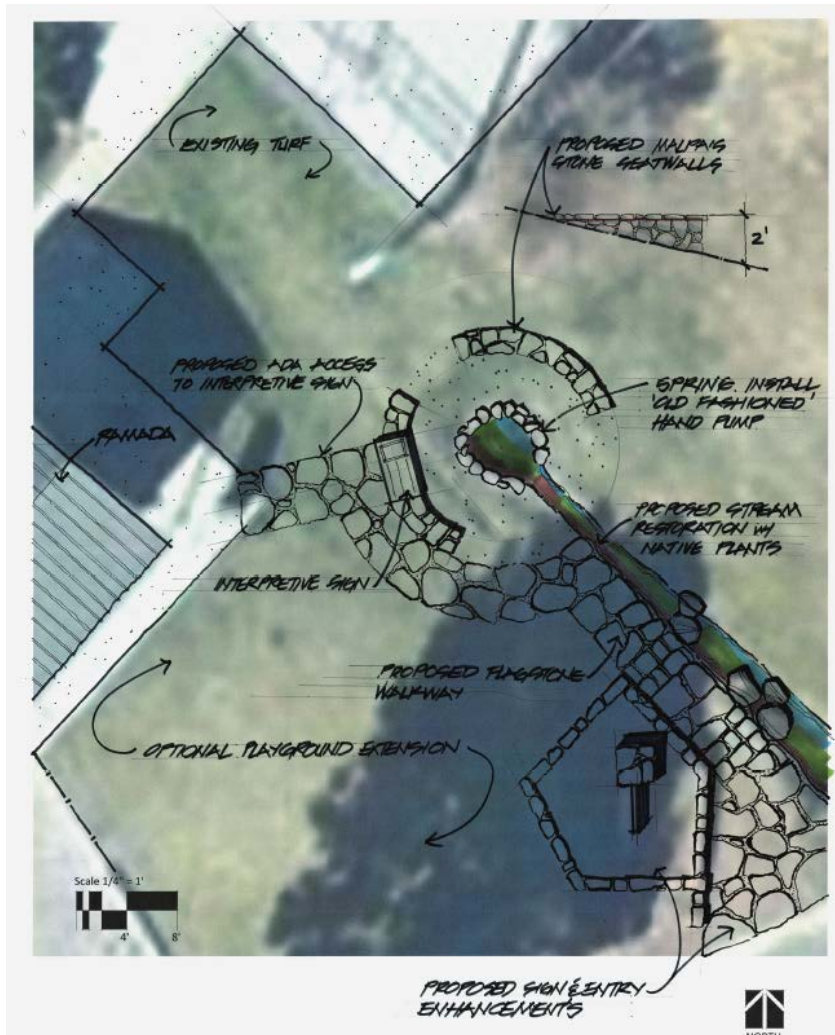 EXISTING TURF
PROPOSED MALPAIS
STONE SEATWALLS
2'
PROPOSED ADA ACCESS
TO INTERPRETIVE SIGN
SPRING. INSTALL
'OLD FASHIONED'
HAND PUMP
RAMADA
PROPOSED STREAM
RESTORATION W/
NATIVE PLANTS
INTERPRETIVE SIGN
PROPOSED FLAGSTONE
WALKWAY
OPTIONAL PLAYGROUND EXTENSION
Scale 1/4" = 1'
4' 8'
PROPOSED SIGN & ENTRY
ENHANCEMENTS
NORTH